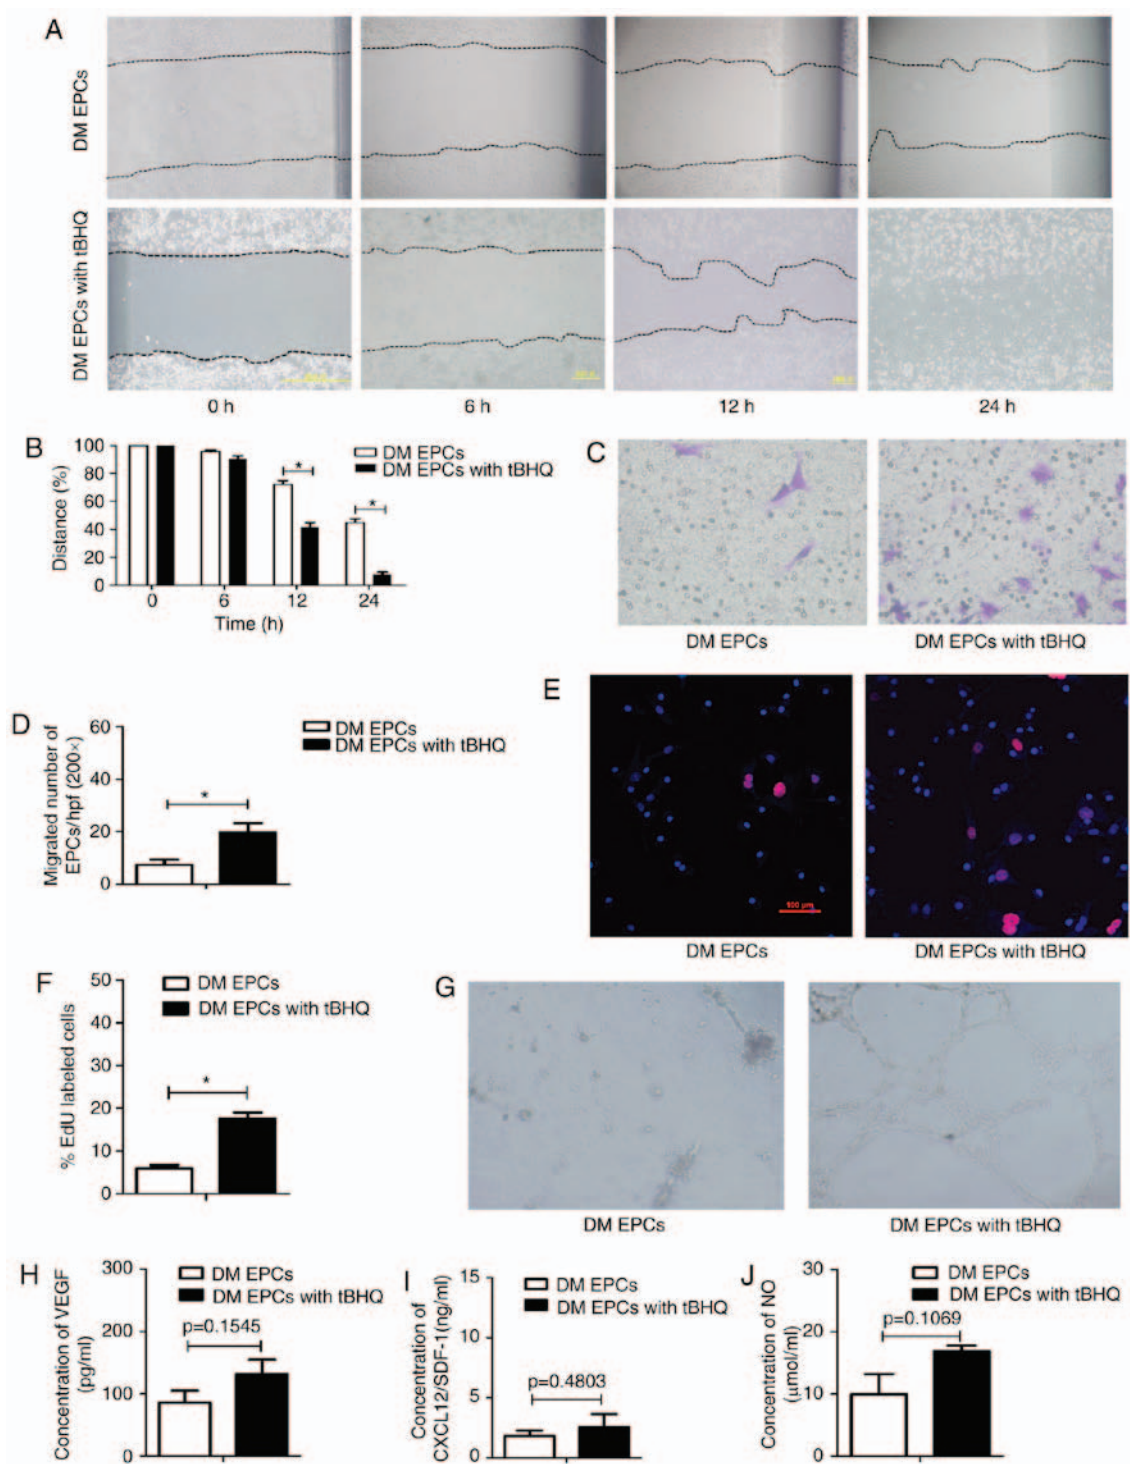 A
DM EPCs
DM EPCs with tBHQ
0 h
6 h
12 h
24 h
B
Distance (%)
100
80
60
40
20
0
0
6
12
24
Time (h)
DM EPCs
DM EPCs with tBHQ
*
*
C
DM EPCs
DM EPCs with tBHQ
D
Migrated number of
EPCs/hpf (200×)
60
40
20
0
*
DM EPCs
DM EPCs with tBHQ
E
100 µm
DM EPCs
DM EPCs with tBHQ
F
% EdU labeled cells
50
40
30
20
10
0
DM EPCs
DM EPCs with tBHQ
*
G
DM EPCs
DM EPCs with tBHQ
H
Concentration of VEGF
(pg/ml)
300
200
100
0
DM EPCs
DM EPCs with tBHQ
p=0.1545
I
Concentration of
CXCL12/SDF-1(ng/ml)
15
10
5
0
DM EPCs
DM EPCs with tBHQ
p=0.4803
J
Concentration of NO
(µmol/ml)
30
20
10
0
DM EPCs
DM EPCs with tBHQ
p=0.1069